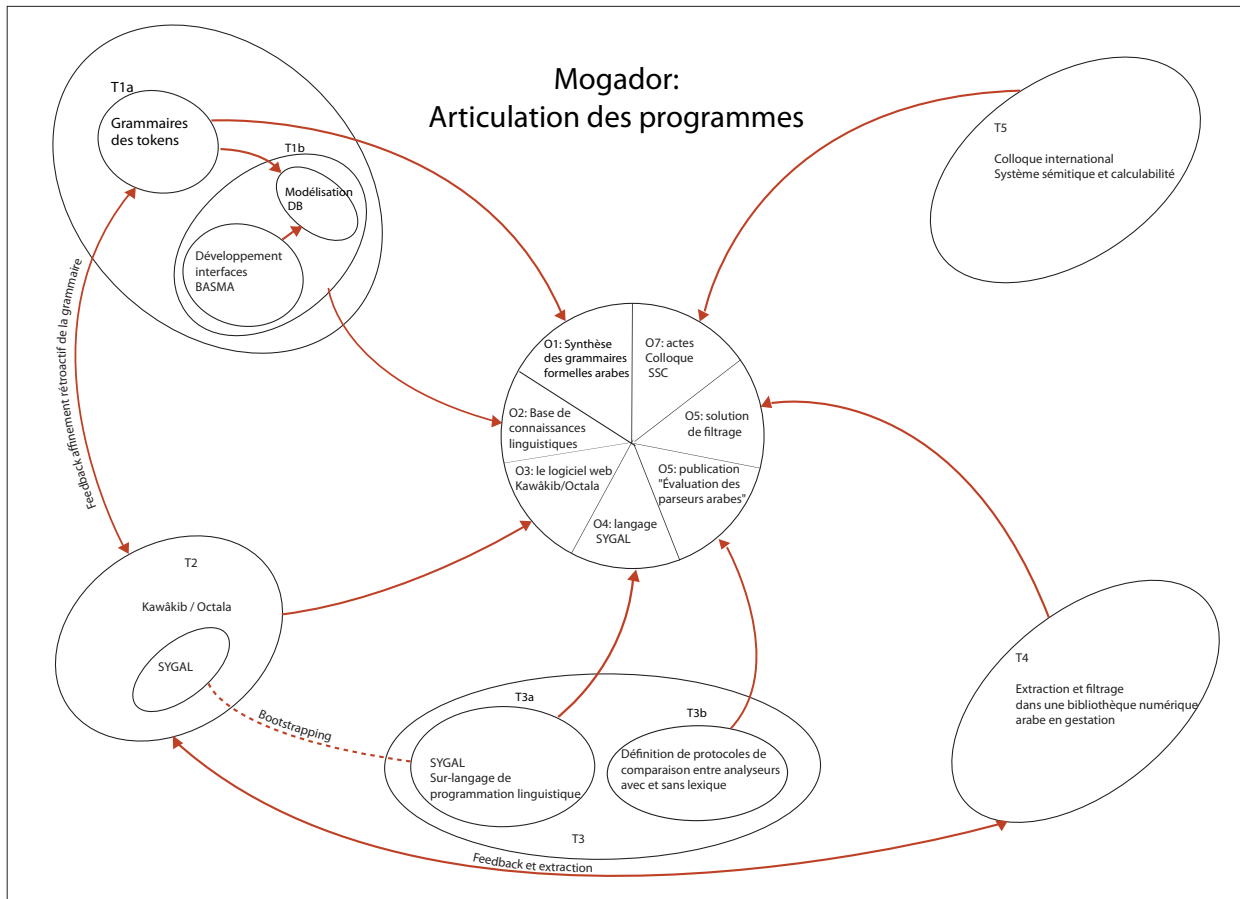 Mogador:
Articulation des programmes
T1a
Grammaires
des tokens
T1b
Modélisation
DB
Développement
interfaces
BASMA
T5
Colloque international
Système sémitique et calculabilité
Feedback affinement rétroactif de la grammaire
O1: Synthèse
des grammaires
formelles arabes
O7: actes
Colloque
SSC
O2: Base de
connaissances
linguistiques
O5: solution
de filtrage
O3: le logiciel web
Kawâkib/Octala
O5: publication
"Évaluation des
parseurs arabes"
O4: langage
SYGAL
T2
Kawâkib / Octala
SYGAL
Bootstrapping
T3a
SYGAL
Sur-langage de
programmation linguistique
T3b
Définition de protocoles de
comparaison entre analyseurs
avec et sans lexique
T3
T4
Extraction et filtrage
dans une bibliothèque numérique
arabe en gestation
Feedback et extraction